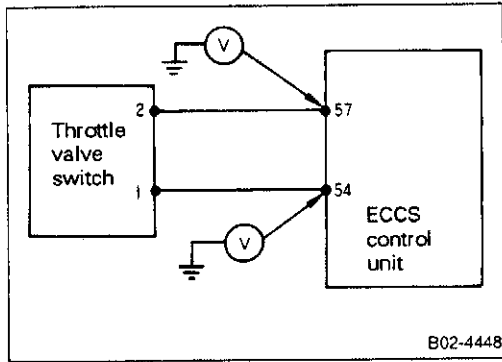 V
2
57
Throttle
valve
switch
1
54
ECCS
control
unit
V
B02-4448